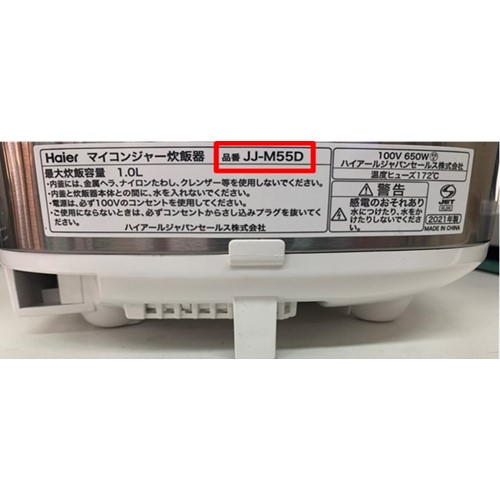 Haier マイコンジャー炊飯器 品番 JJ-M55D
最大炊飯容量 1.0L
・内釜には、金属ヘラ、ナイロンたわし、クレンザー等を使用しないでください。
・内釜と炊飯器本体との間に、水を入れないでください。
・電源は、必ず100Vのコンセントを使用してください。
・ご使用にならないときは、必ずコンセントからさし込みプラグを抜いてください。
ハイアールジャパンセールス株式会社
100V 650W
ハイアールジャパンセールス株式会社
温度ヒューズ172℃
警告
感電のおそれあり
水につけたり、水をかけたりしないでください。
JET
2021年製
MADE IN CHINA